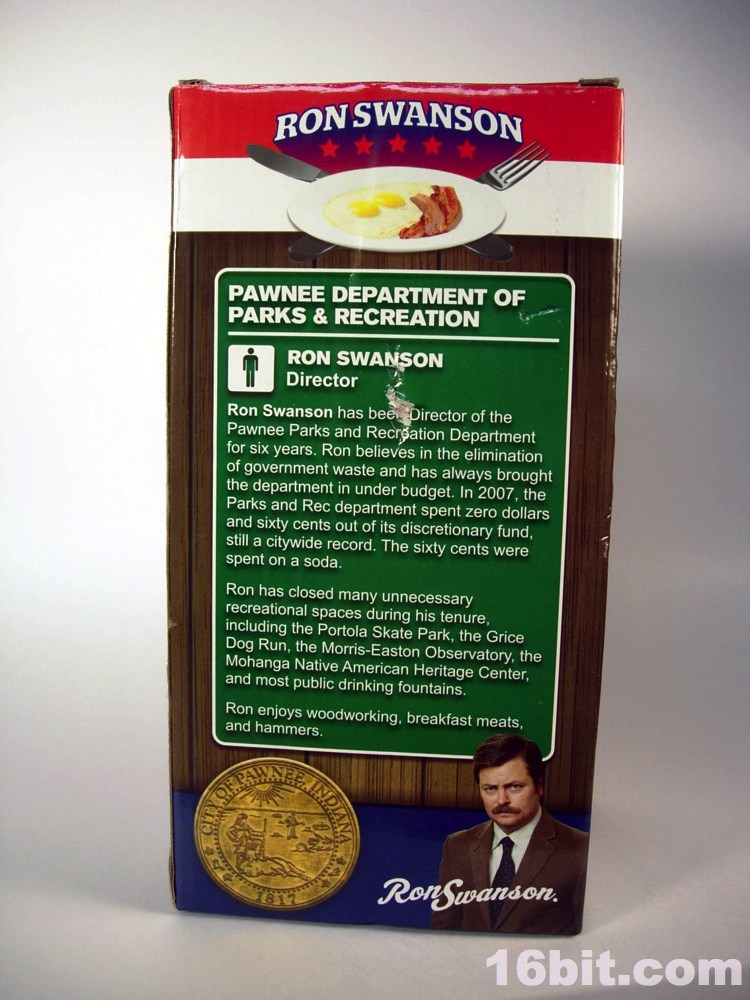 RON SWANSON
PAWNEE DEPARTMENT OF
PARKS & RECREATION
RON SWANSON
Director
Ron Swanson has been Director of the
Pawnee Parks and Recreation Department
for six years. Ron believes in the elimination
of government waste and has always brought
the department in under budget. In 2007, the
Parks and Rec department spent zero dollars
and sixty cents out of its discretionary fund,
still a citywide record. The sixty cents were
spent on a soda.
Ron has closed many unnecessary
recreational spaces during his tenure,
including the Portola Skate Park, the Grice
Dog Run, the Morris-Easton Observatory, the
Mohanga Native American Heritage Center,
and most public drinking fountains.
Ron enjoys woodworking, breakfast meats,
and hammers.
CITY OF PAWNEE, INDIANA
1817
Ron Swanson.
16bit.com